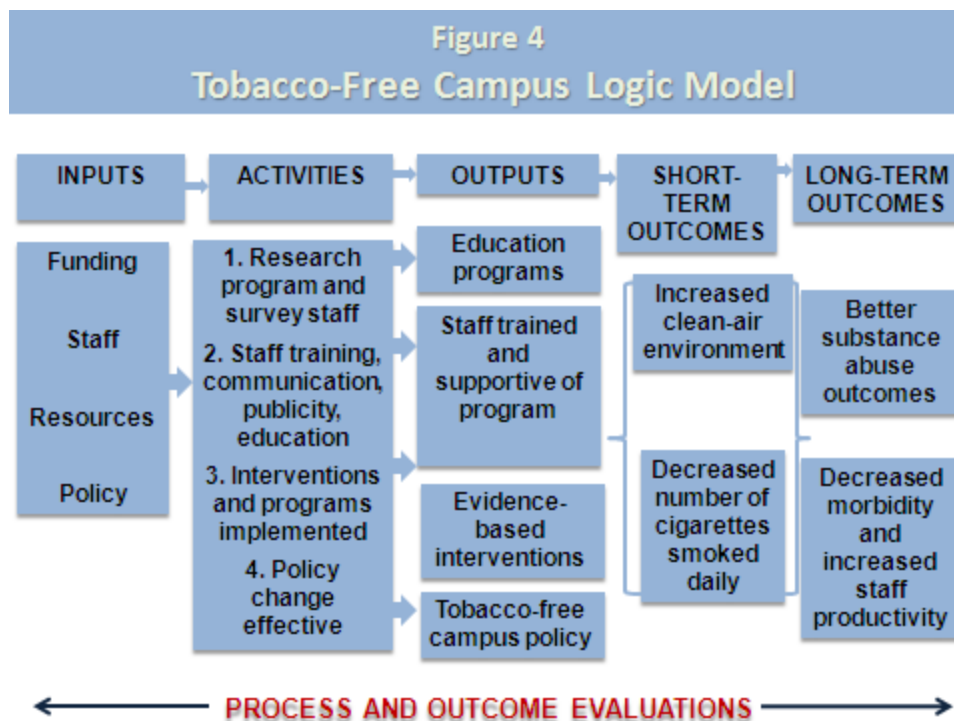 Figure 4
Tobacco-Free Campus Logic Model
INPUTS
ACTIVITIES
OUTPUTS
SHORT-
TERM
OUTCOMES
LONG-TERM
OUTCOMES
Funding
Staff
Resources
Policy
1. Research
program and
survey staff
2. Staff training,
communication,
publicity,
education
3. Interventions
and programs
implemented
4. Policy
change
effective
Education
programs
Staff trained
and
supportive of
program
Evidence-
based
interventions
Tobacco-free
campus policy
Increased
clean-air
environment
Decreased
number of
cigarettes
smoked
daily
Better
substance
abuse
outcomes
Decreased
morbidity
and
increased
staff
productivity
PROCESS AND OUTCOME EVALUATIONS